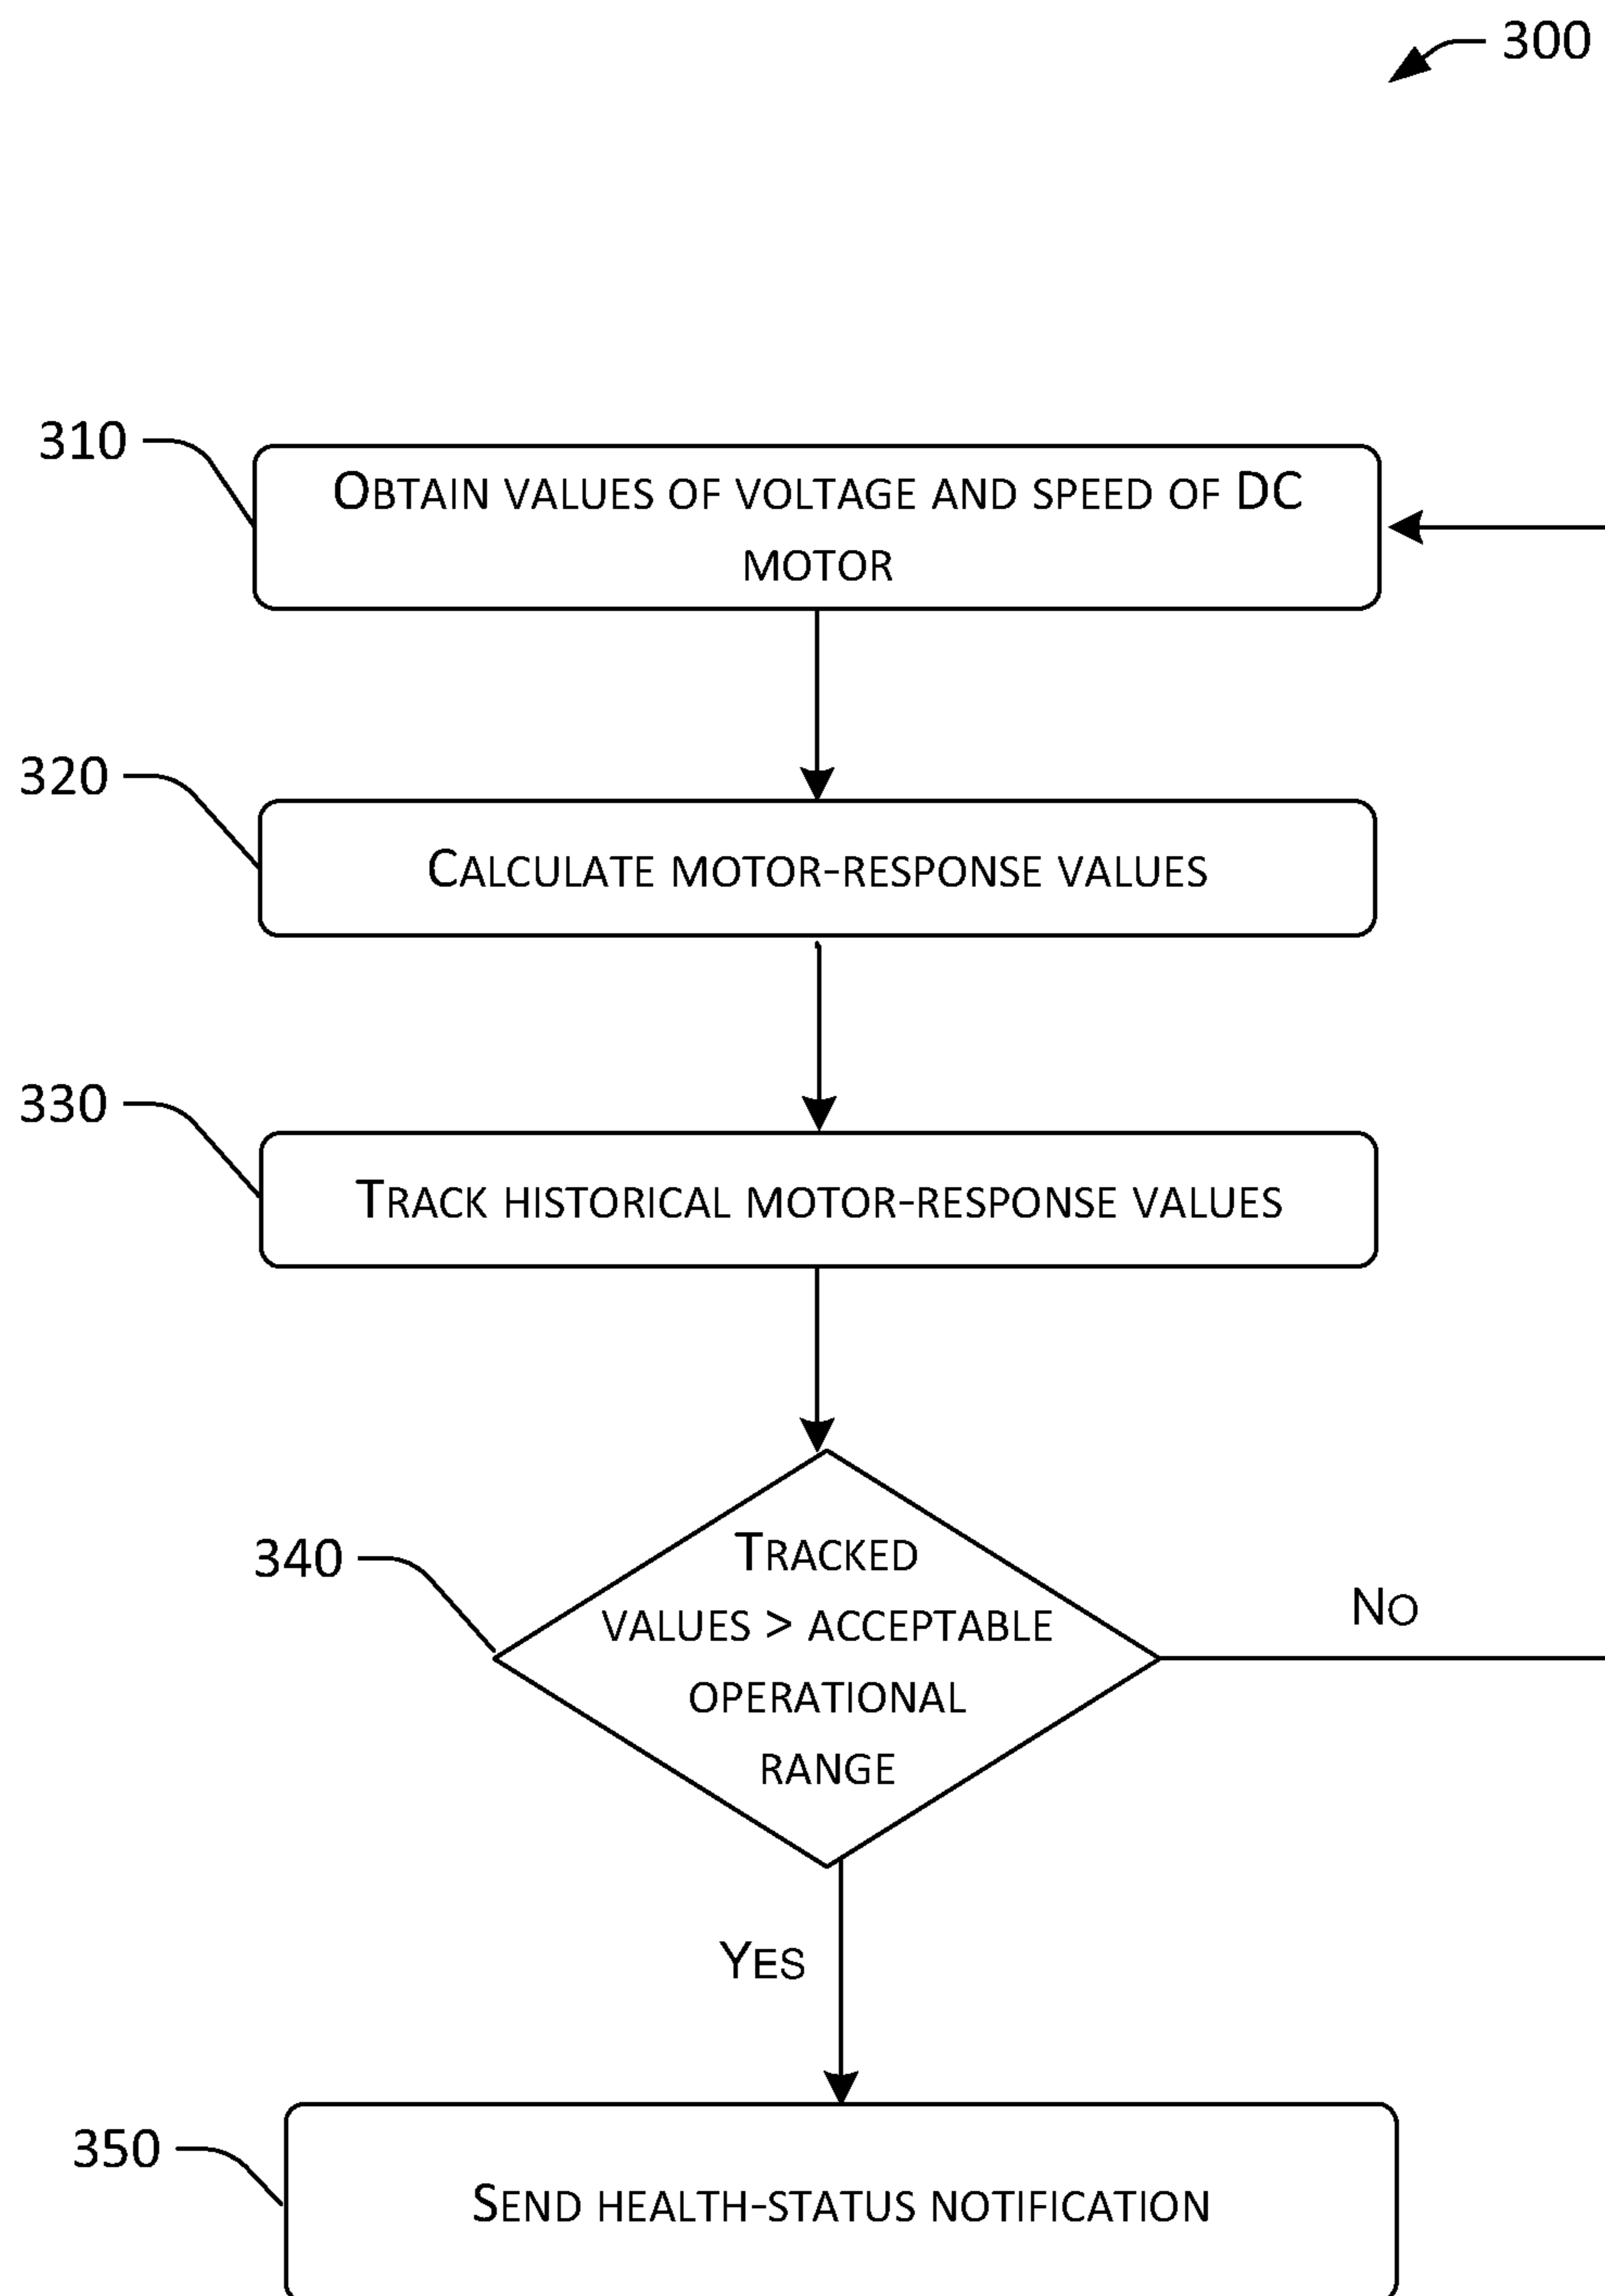 300
310
OBTAIN VALUES OF VOLTAGE AND SPEED OF DC
MOTOR
320
CALCULATE MOTOR-RESPONSE VALUES
330
TRACK HISTORICAL MOTOR-RESPONSE VALUES
340
TRACKED
VALUES > ACCEPTABLE
OPERATIONAL
RANGE
NO
YES
350
SEND HEALTH-STATUS NOTIFICATION